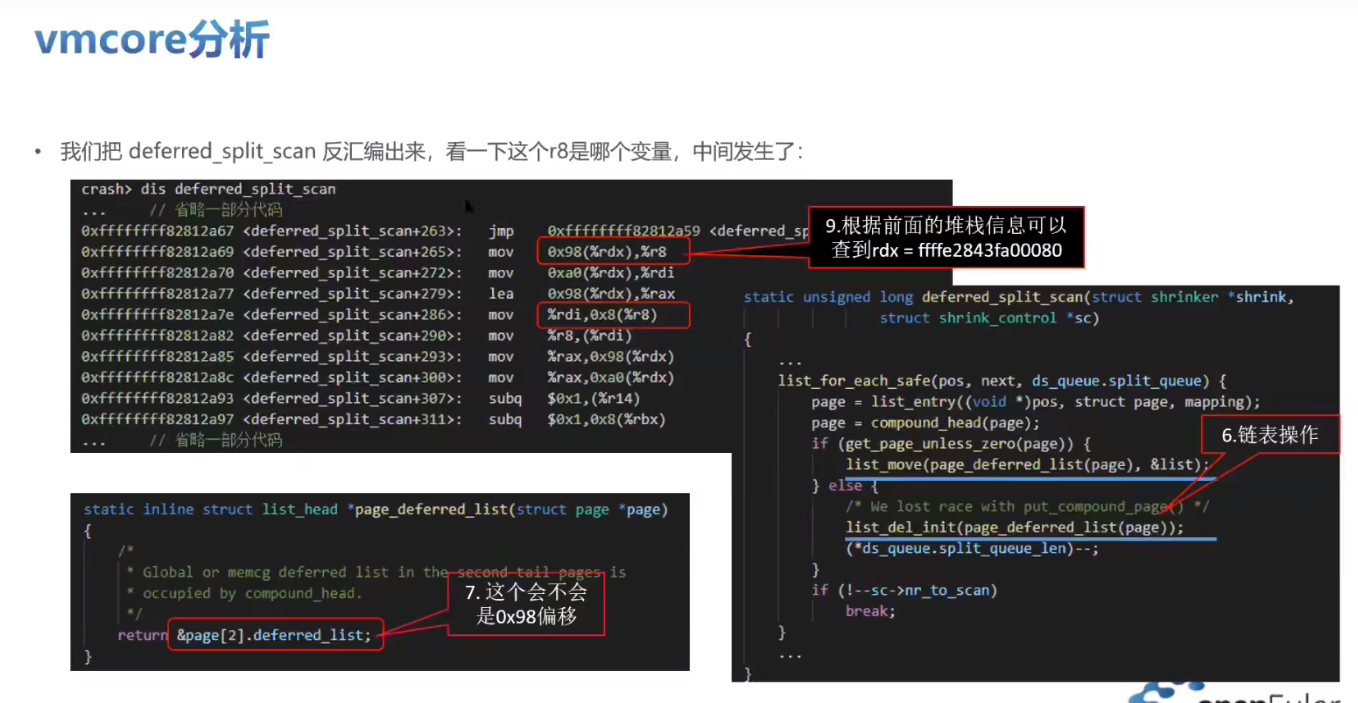 vmcore分析
• 我们把 deferred_split_scan 反汇编出来，看一下这个r8是哪个变量，中间发生了：
crash> dis deferred_split_scan
... // 省略一部分代码
0xffffffff82812a67 <deferred_split_scan+263>: jmp 0xffffffff82812a59 <deferred_sp
0xffffffff82812a69 <deferred_split_scan+265>: mov 0x98(%rdx),%r8
0xffffffff82812a70 <deferred_split_scan+272>: mov 0xa0(%rdx),%rdi
0xffffffff82812a77 <deferred_split_scan+279>: lea 0x98(%rdx),%rax
0xffffffff82812a7e <deferred_split_scan+286>: mov %rdi,0x8(%r8)
0xffffffff82812a82 <deferred_split_scan+290>: mov %r8,(%rdi)
0xffffffff82812a85 <deferred_split_scan+293>: mov %rax,0x98(%rdx)
0xffffffff82812a8c <deferred_split_scan+300>: mov %rax,0xa0(%rdx)
0xffffffff82812a93 <deferred_split_scan+307>: subq $0x1,(%r14)
0xffffffff82812a97 <deferred_split_scan+311>: subq $0x1,0x8(%rbx)
... // 省略一部分代码
9.根据前面的堆栈信息可以
查到rdx = ffffe2843fa00080
static unsigned long deferred_split_scan(struct shrinker *shrink,
struct shrink_control *sc)
{
...
list_for_each_safe(pos, next, ds_queue.split_queue) {
page = list_entry((void *)pos, struct page, mapping);
page = compound_head(page);
if (get_page_unless_zero(page)) {
list_move(page_deferred_list(page), &list);
} else {
/* We lost race with put_compound_page() */
list_del_init(page_deferred_list(page));
(*ds_queue.split_queue_len)--;
}
if (!--sc->nr_to_scan)
break;
}
...
}
6.链表操作
static inline struct list_head *page_deferred_list(struct page *page)
{
/*
* Global or memcg deferred list in the second tail pages is
* occupied by compound_head.
*/
return &page[2].deferred_list;
}
7. 这个会不会
是0x98偏移
openEuler